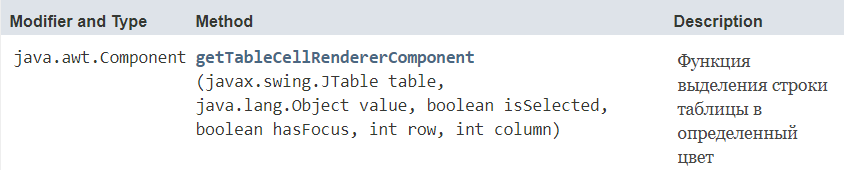 Modifier and Type Method Description
java.awt.Component getTableCellRendererComponent
(javax.swing.JTable table,
java.lang.Object value, boolean isSelected,
boolean hasFocus, int row, int column)
Функция
выделения строки
таблицы в
определенный
цвет